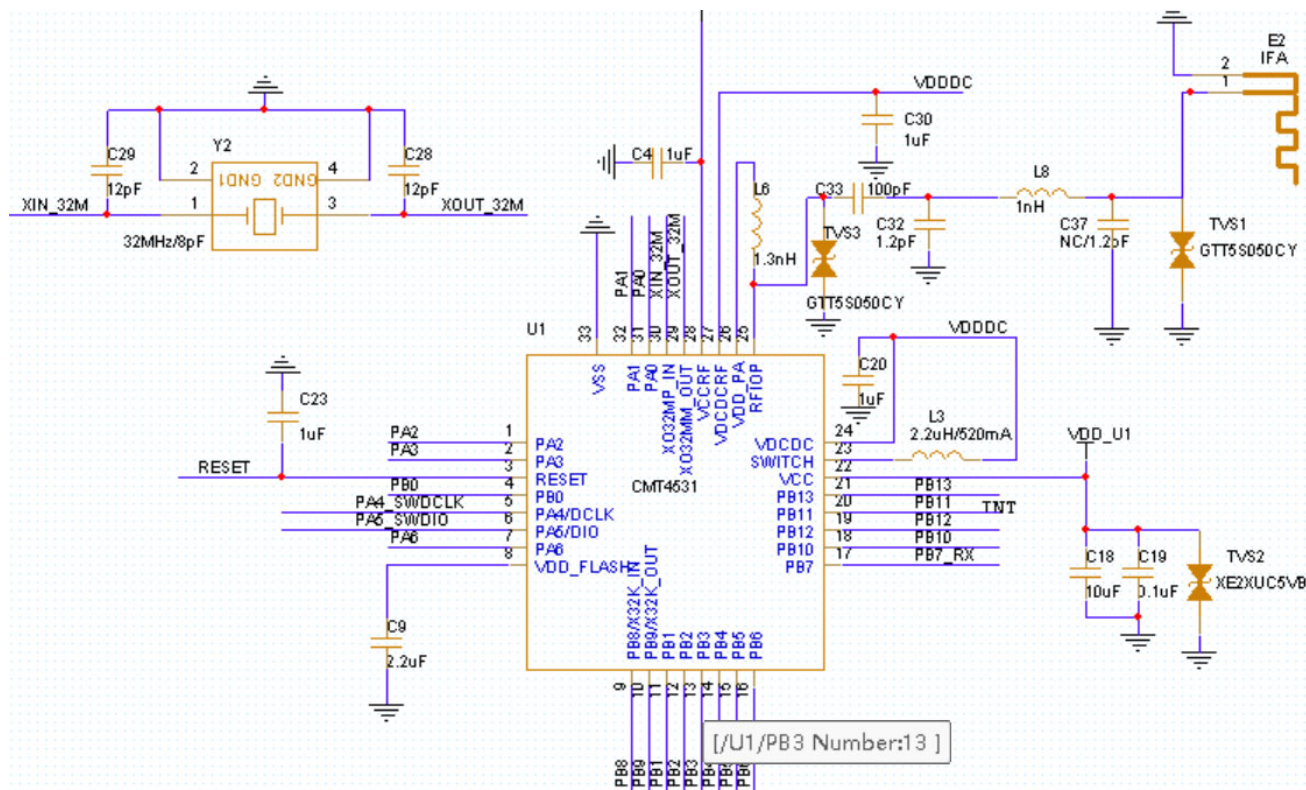 E2
IFA
2
1
VDDDC
C30
1uF
C29
12pF
Y2
2
GND1
GND2
4
C28
12pF
C4
1uF
XIN_32M
1
3
XOUT_32M
32MHz/8pF
L6
1.3nH
C33
100pF
L8
1nH
C32
1.2pF
C37
NC/1.2pF
TVS3
GTT5S050CY
TVS1
GTT5S050CY
PA1
PA0
XIN_32M
XOUT_32M
U1
33
32
31
30
29
28
27
26
25
VSS
PA1
PA0
XO32MP_IN
XO32MM_OUT
VCCRF
VDCDCRF
VDD_PA
RFIOP
VDDDC
C20
1uF
L3
2.2uH/520mA
VDD_U1
C23
1uF
PA2
1
PA2
PA3
2
PA3
RESET
3
RESET
PB0
4
PB0
PA4_SWDCLK
5
PA4/DCLK
PA5_SWDIO
6
PA5/DIO
PA6
7
PA6
8
VDD_FLASH
CMT4531
VDCDC
24
SWITCH
23
VCC
22
PB13
21
PB13
PB11
20
PB11
TNT
PB12
19
PB12
PB10
18
PB10
PB7
17
PB7_RX
C18
10uF
C19
0.1uF
TVS2
XE2XUC5VB
C9
2.2uF
PB8/X32K_IN
PB9/X32K_OUT
PB1
PB2
PB3
PB4
PB5
PB6
9
10
11
12
13
14
15
16
PB8
PB9
PB1
PB2
PB3
[/U1/PB3 Number:13 ]